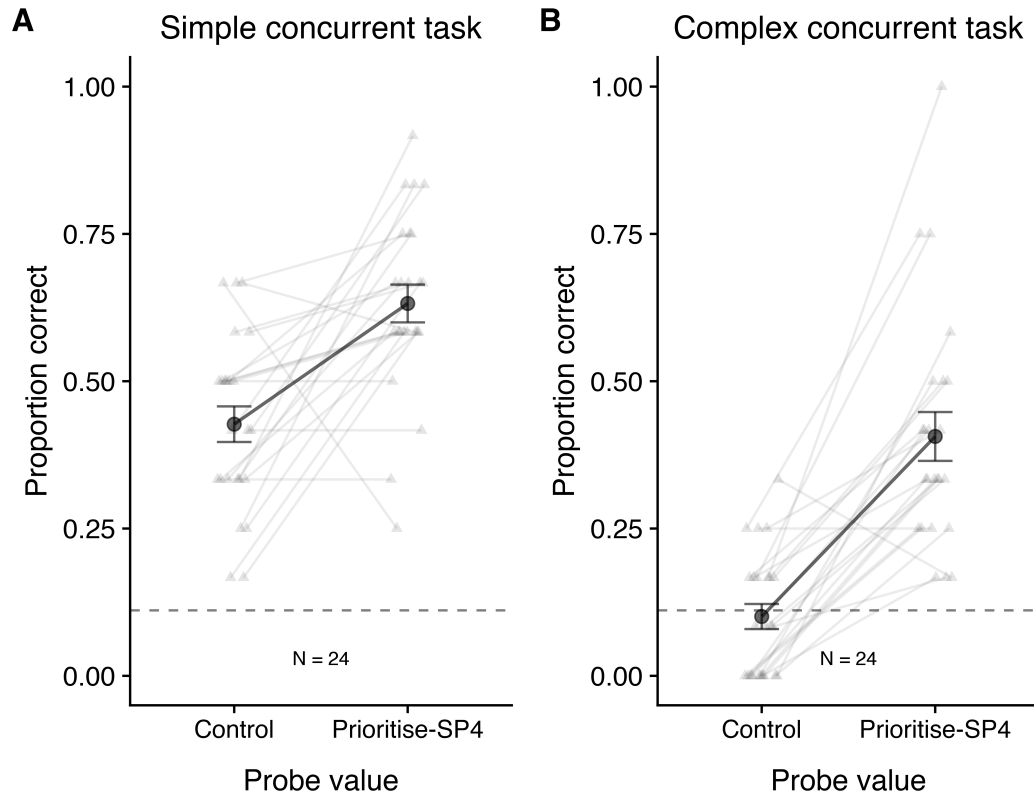 A
Simple concurrent task
Proportion correct
1.00
0.75
0.50
0.25
0.00
N = 24
Control
Prioritise-SP4
Probe value
B
Complex concurrent task
Proportion correct
1.00
0.75
0.50
0.25
0.00
N = 24
Control
Prioritise-SP4
Probe value